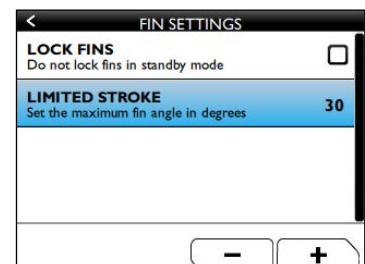 < FIN SETTINGS
LOCK FINS
Do not lock fins in standby mode
LIMITED STROKE 30
Set the maximum fin angle in degrees
− +